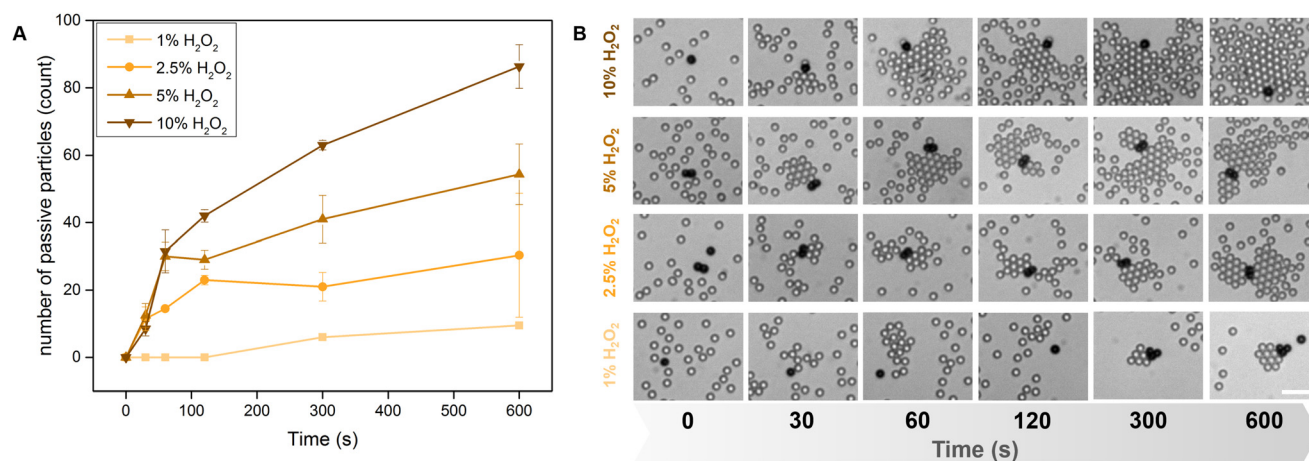 A
number of passive particles (count)
100
80
60
40
20
0
1% H₂O₂
2.5% H₂O₂
5% H₂O₂
10% H₂O₂
0 100 200 300 400 500 600
Time (s)
B
10% H₂O₂
5% H₂O₂
2.5% H₂O₂
1% H₂O₂
0 30 60 120 300 600
Time (s)